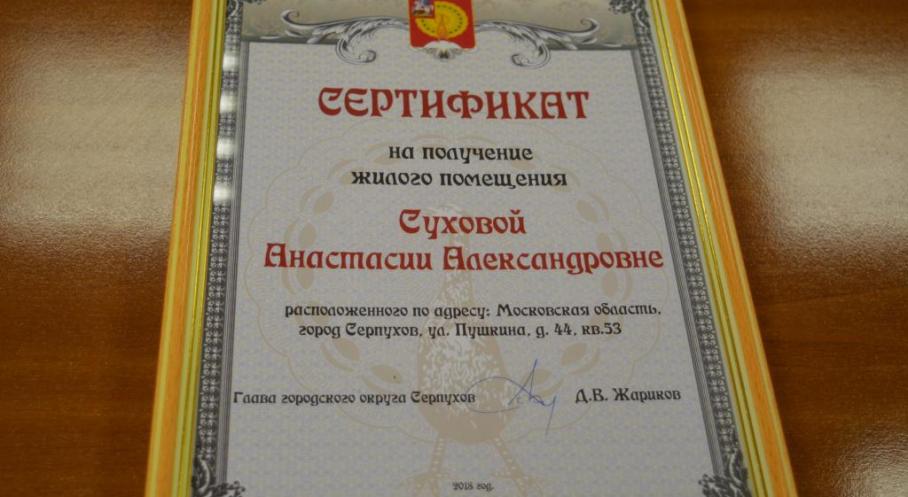 СЕРТИФИКАТ
на получение
жилого помещения
Суховой
Анастасии Александровне
расположенного по адресу: Московская область,
город Серпухов, ул. Пушкина, д. 44, кв.53
Глава городского округа Серпухов Д.В. Жариков
2018 год.